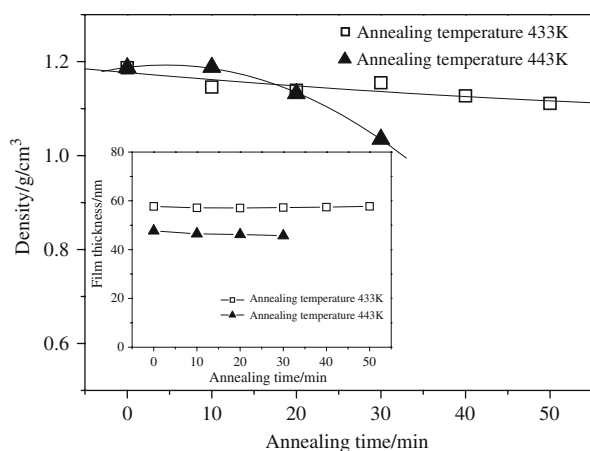 Annealing temperature 433K
Annealing temperature 443K
1.2
1.0
0.8
0.6
Density/g/cm³
80
60
40
20
0
Film thickness/nm
Annealing temperature 433K
Annealing temperature 443K
0 10 20 30 40 50
Annealing time/min
0 10 20 30 40 50
Annealing time/min